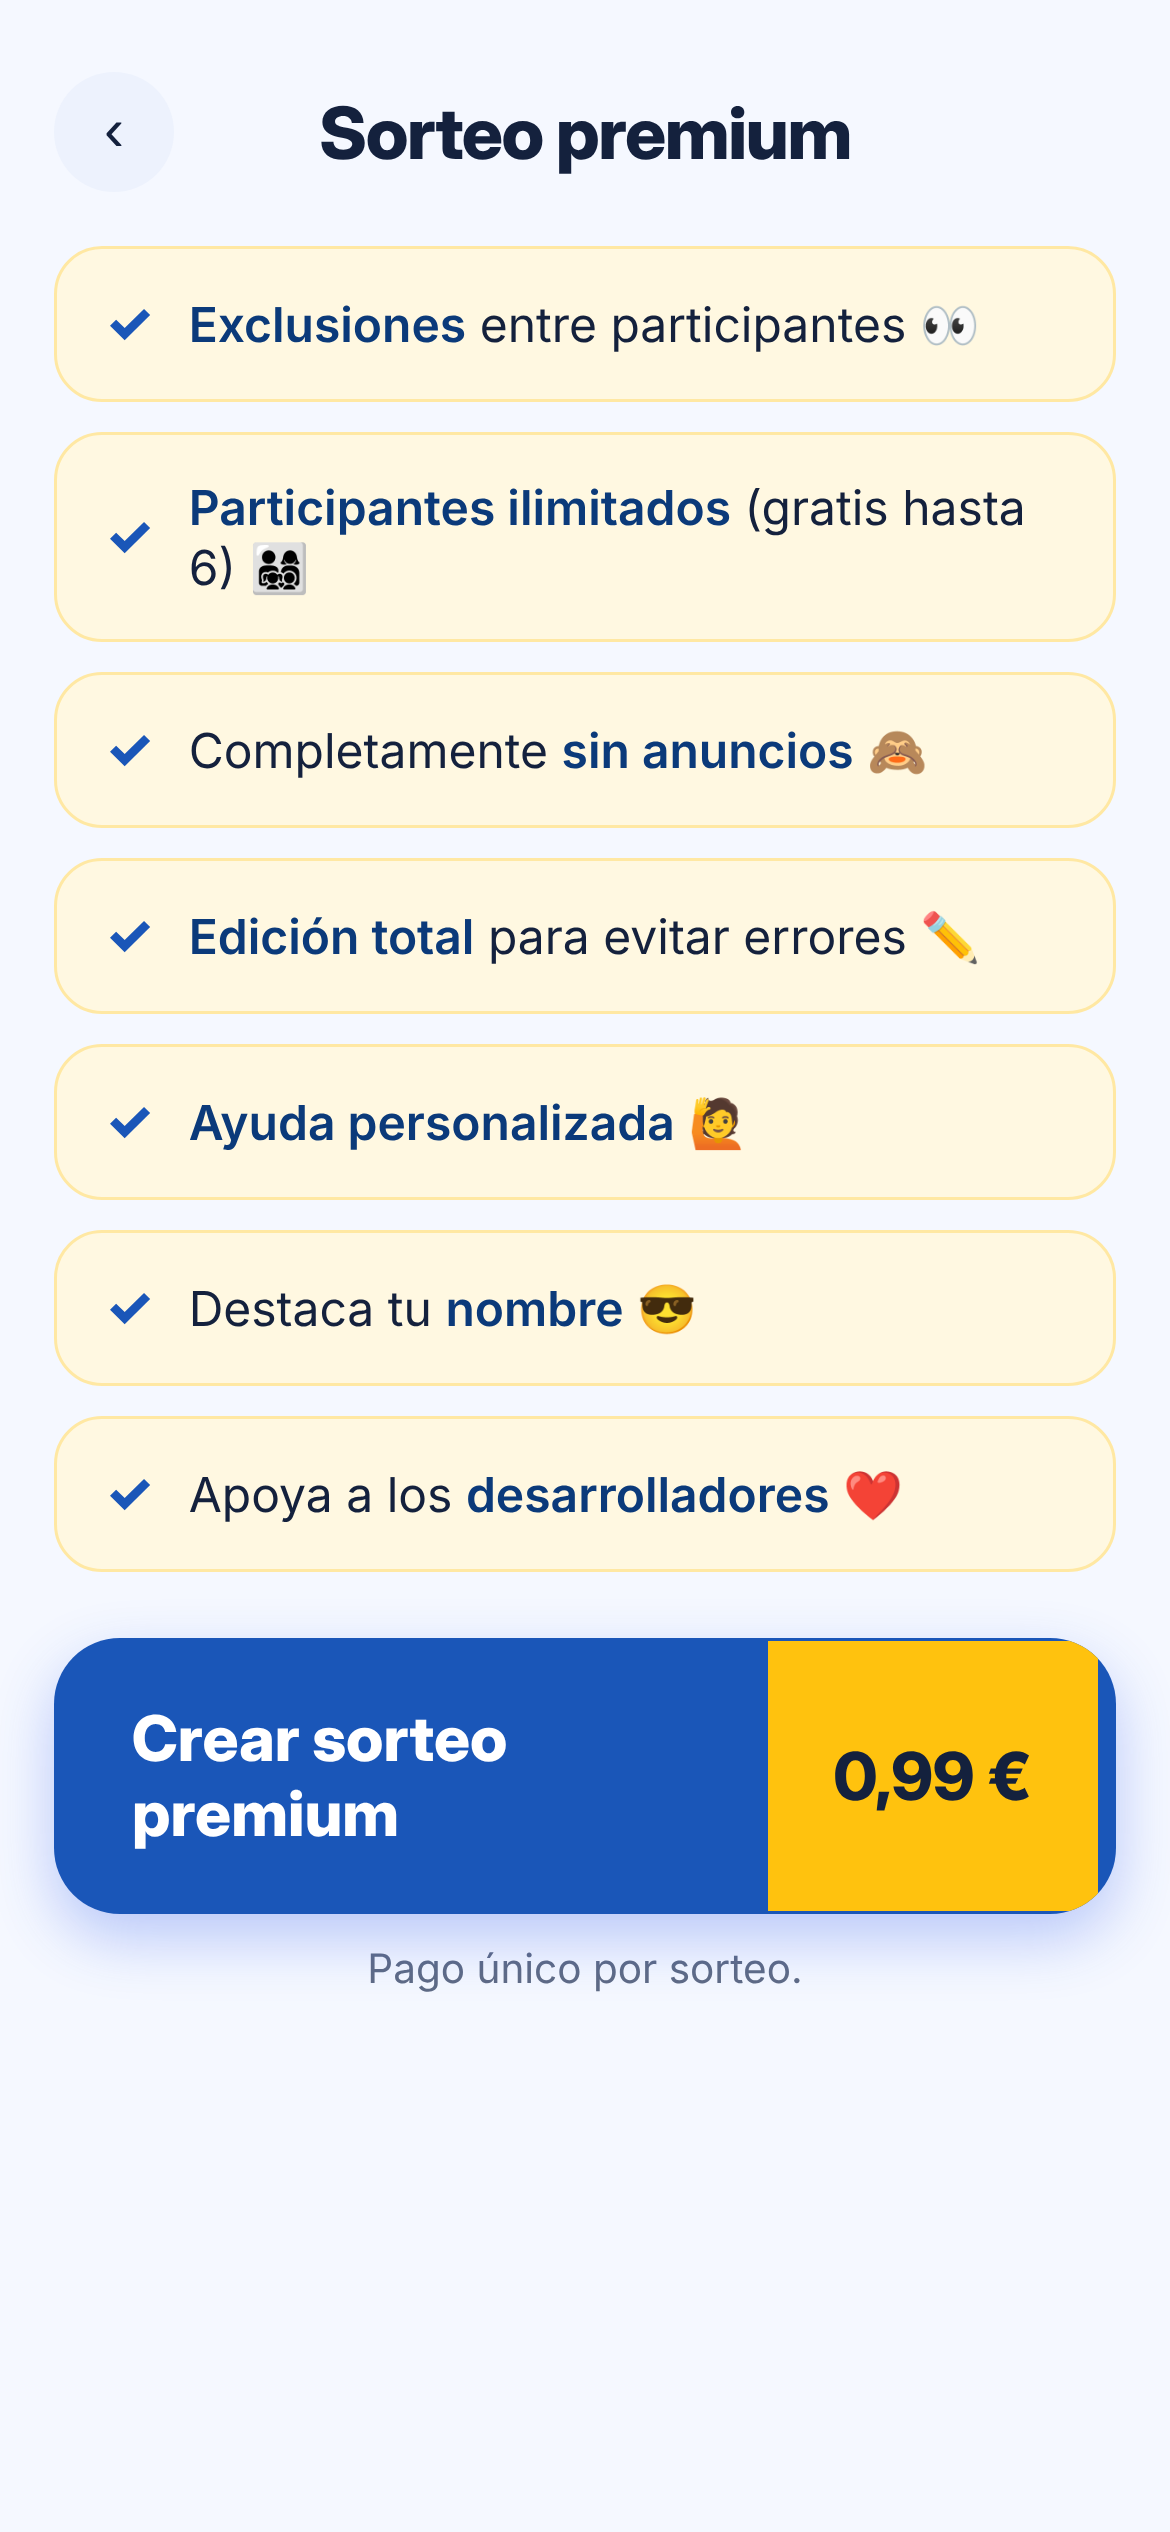 ‹
Sorteo premium
Exclusiones entre participantes 👀
Participantes ilimitados (gratis hasta
6) 👨‍👩‍👧‍👦
Completamente sin anuncios 🙈
Edición total para evitar errores ✏️
Ayuda personalizada 🙋
Destaca tu nombre 😎
Apoya a los desarrolladores ❤️
Crear sorteo
premium
0,99 €
Pago único por sorteo.